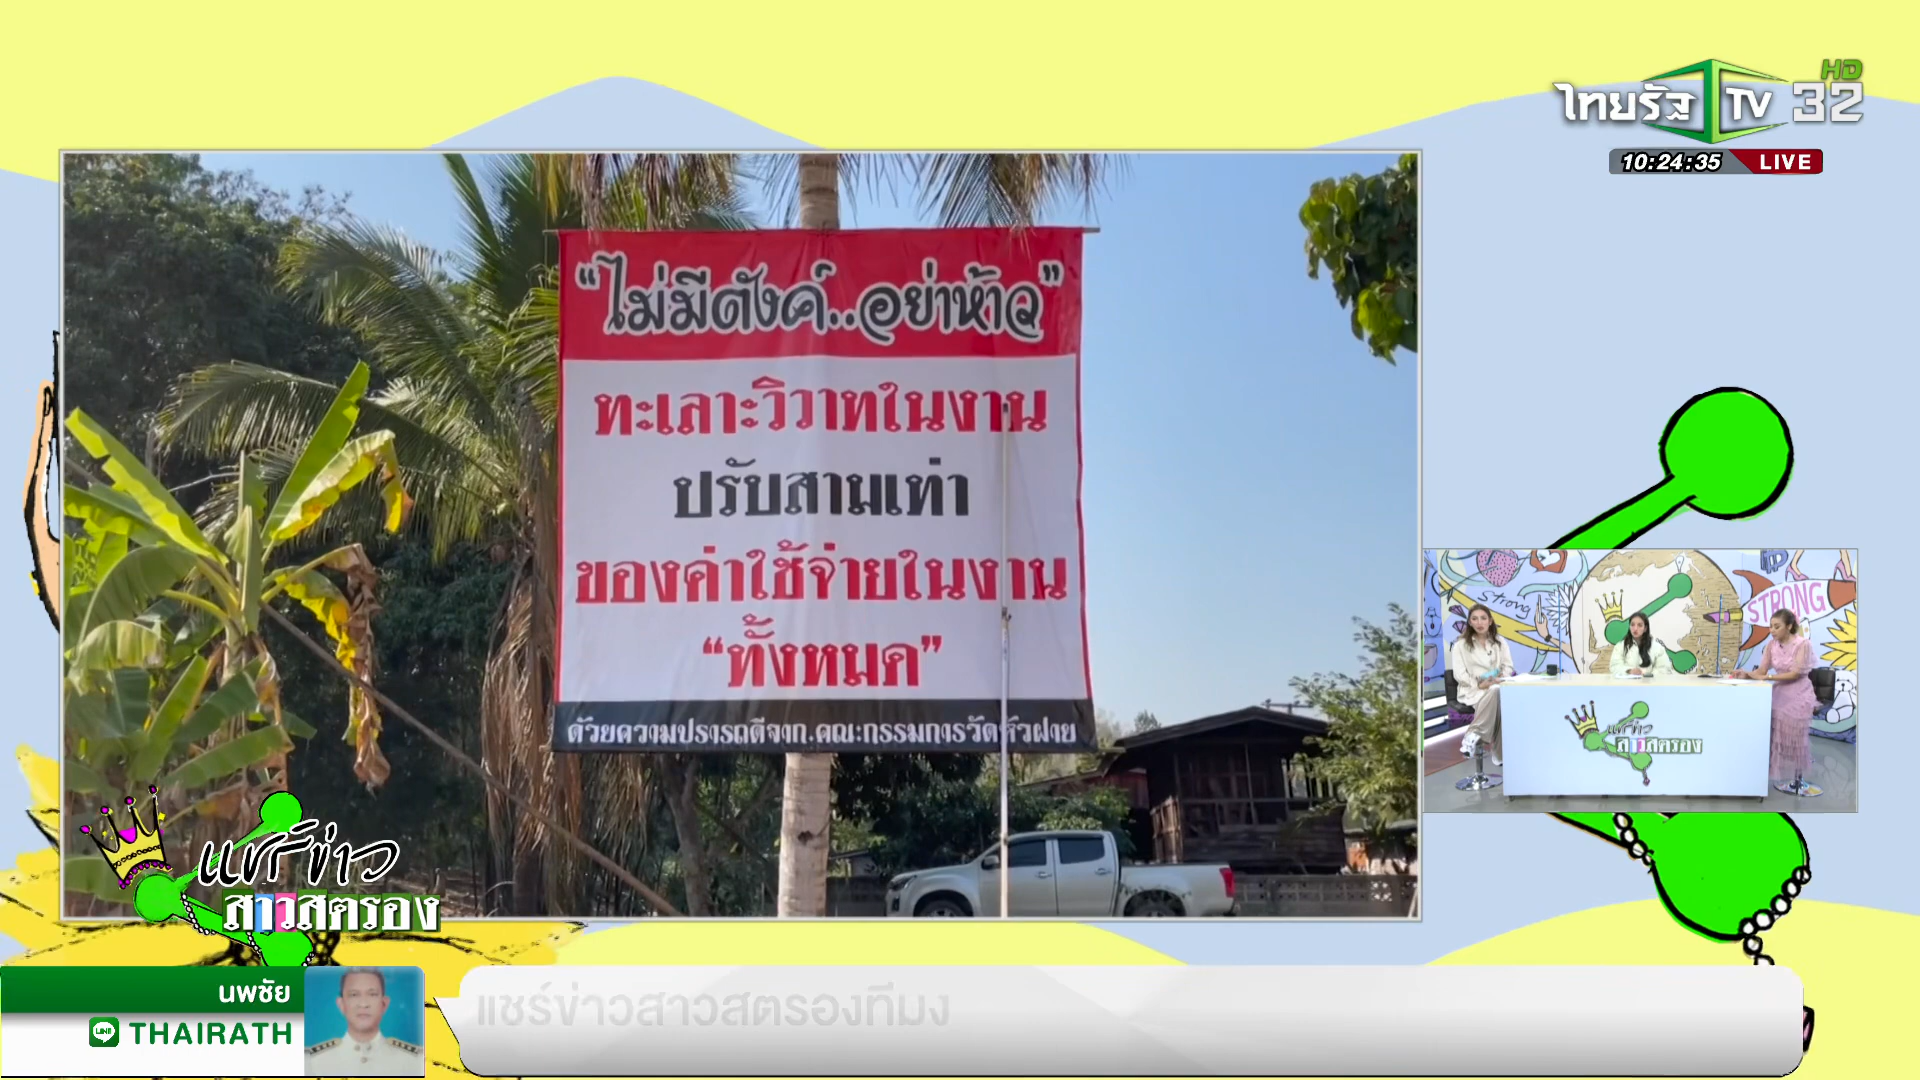 ไทยรัฐ TV HD 32
10:24:35 LIVE
“ไม่มีตังค์..อย่าห้าว”
ทะเลาะวิวาทในงาน
ปรับสามเท่า
ของค่าใช้จ่ายในงาน
“ทั้งหมด”
ด้วยความปรารถดีจาก.คณะกรรมการวัดหัวฝาย
Strong
STRONG
แชร์ข่าว
สาวสตรอง
แชร์ข่าว
สาวสตรอง
นพชัย
LINE THAIRATH
แชร์ข่าวสาวสตรองทีมง